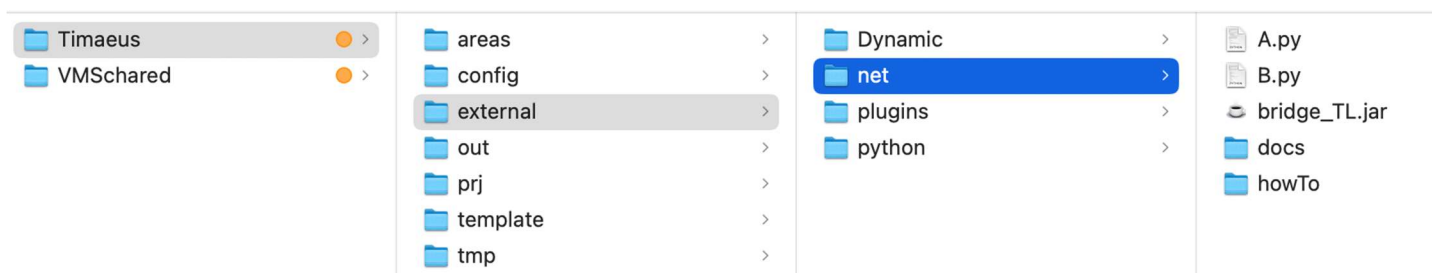 Timaeus
VMSchared
areas
config
external
out
prj
template
tmp
Dynamic
net
plugins
python
A.py
B.py
bridge_TL.jar
docs
howTo